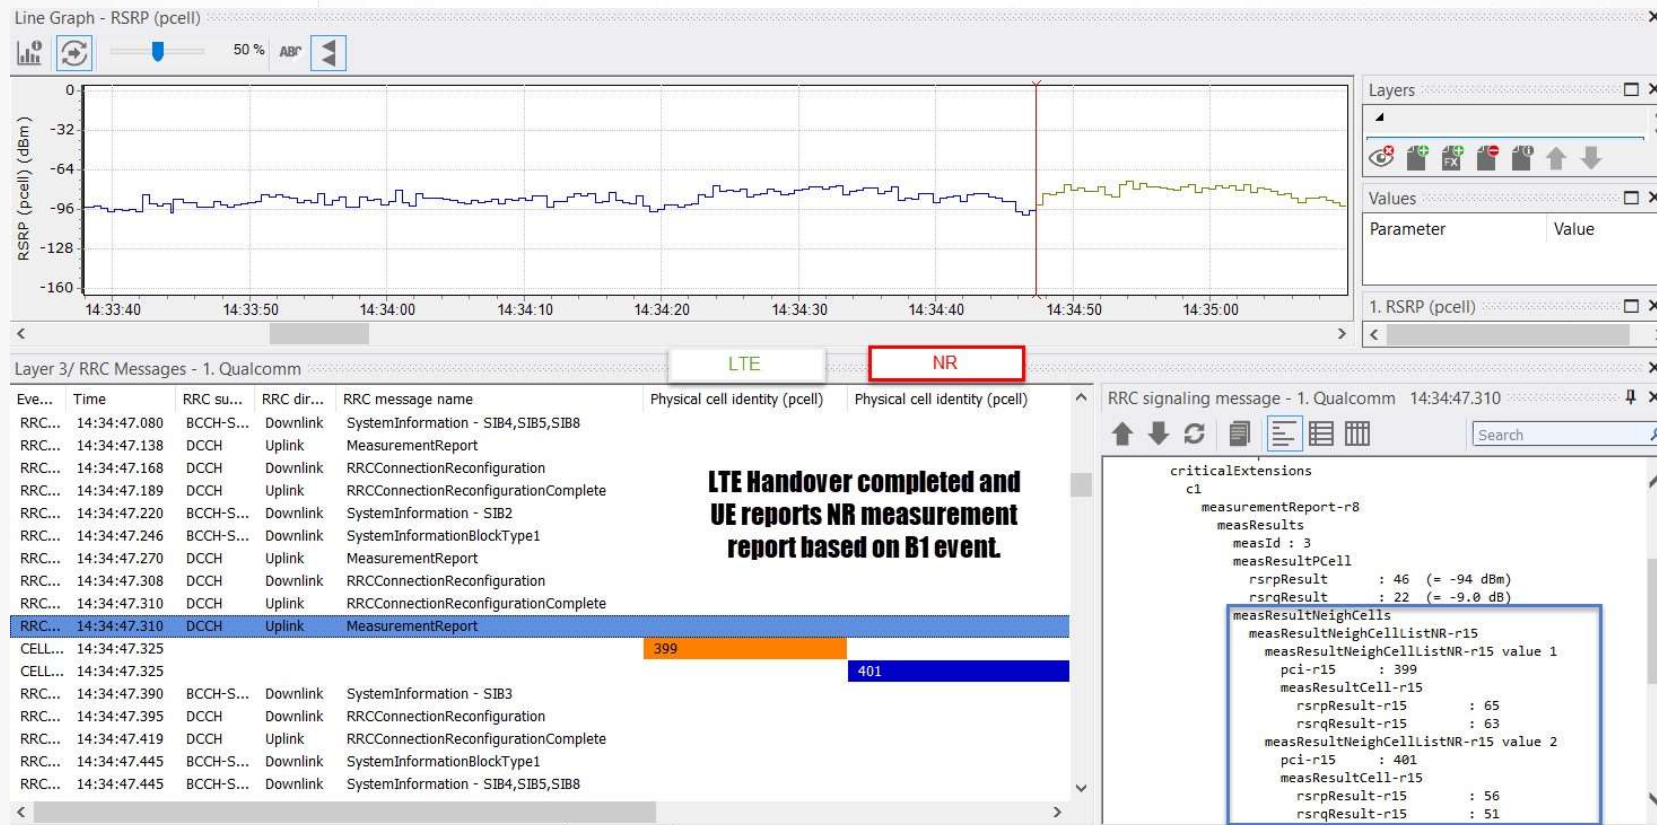 Line Graph - RSRP (pcell)
50 % ABC
RSRP (pcell) (dBm)
0
-32
-64
-96
-128
-160
14:33:40 14:33:50 14:34:00 14:34:10 14:34:20 14:34:30 14:34:40 14:34:50 14:35:00
Layers
FX
Values
Parameter Value
1. RSRP (pcell)
Layer 3/ RRC Messages - 1. Qualcomm
LTE
NR
Eve... Time RRC su... RRC dir... RRC message name Physical cell identity (pcell) Physical cell identity (pcell)
RRC... 14:34:47.080 BCCH-S... Downlink SystemInformation - SIB4,SIB5,SIB8
RRC... 14:34:47.138 DCCH Uplink MeasurementReport
RRC... 14:34:47.168 DCCH Downlink RRCConnectionReconfiguration
RRC... 14:34:47.189 DCCH Uplink RRCConnectionReconfigurationComplete
RRC... 14:34:47.220 BCCH-S... Downlink SystemInformation - SIB2
RRC... 14:34:47.246 BCCH-S... Downlink SystemInformationBlockType1
RRC... 14:34:47.270 DCCH Uplink MeasurementReport
RRC... 14:34:47.308 DCCH Downlink RRCConnectionReconfiguration
RRC... 14:34:47.310 DCCH Uplink RRCConnectionReconfigurationComplete
RRC... 14:34:47.310 DCCH Uplink MeasurementReport
CELL... 14:34:47.325 399
CELL... 14:34:47.325 401
RRC... 14:34:47.390 BCCH-S... Downlink SystemInformation - SIB3
RRC... 14:34:47.395 DCCH Downlink RRCConnectionReconfiguration
RRC... 14:34:47.419 DCCH Uplink RRCConnectionReconfigurationComplete
RRC... 14:34:47.445 BCCH-S... Downlink SystemInformationBlockType1
RRC... 14:34:47.445 BCCH-S... Downlink SystemInformation - SIB4,SIB5,SIB8
LTE Handover completed and
UE reports NR measurement
report based on B1 event.
RRC signaling message - 1. Qualcomm 14:34:47.310
Search
criticalExtensions
c1
measurementReport-r8
measResults
measId : 3
measResultPCell
rsrpResult : 46 (= -94 dBm)
rsrqResult : 22 (= -9.0 dB)
measResultNeighCells
measResultNeighCellListNR-r15
measResultNeighCellListNR-r15 value 1
pci-r15 : 399
measResultCell-r15
rsrpResult-r15 : 65
rsrqResult-r15 : 63
measResultNeighCellListNR-r15 value 2
pci-r15 : 401
measResultCell-r15
rsrpResult-r15 : 56
rsrqResult-r15 : 51